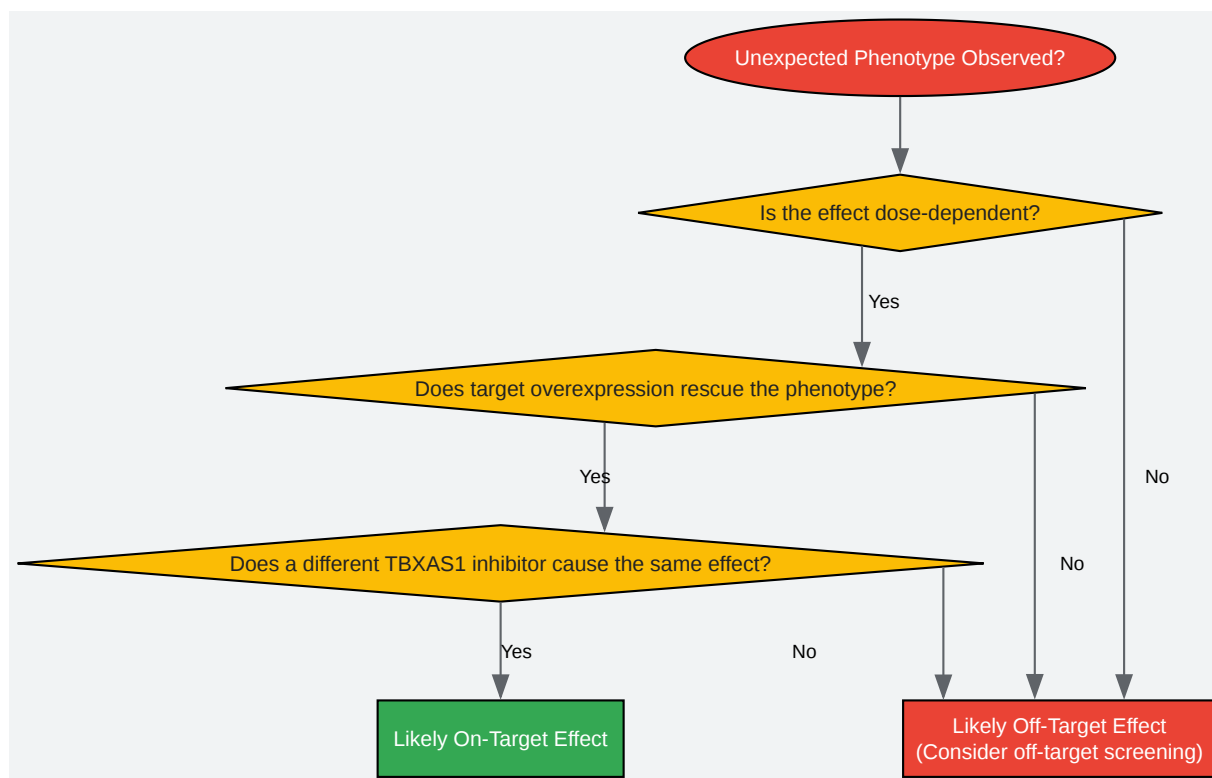 Unexpected Phenotype Observed?
Is the effect dose-dependent?
Yes
Does target overexpression rescue the phenotype?
Yes
No
Does a different TBXAS1 inhibitor cause the same effect?
No
Yes
No
Likely On-Target Effect
Likely Off-Target Effect
(Consider off-target screening)